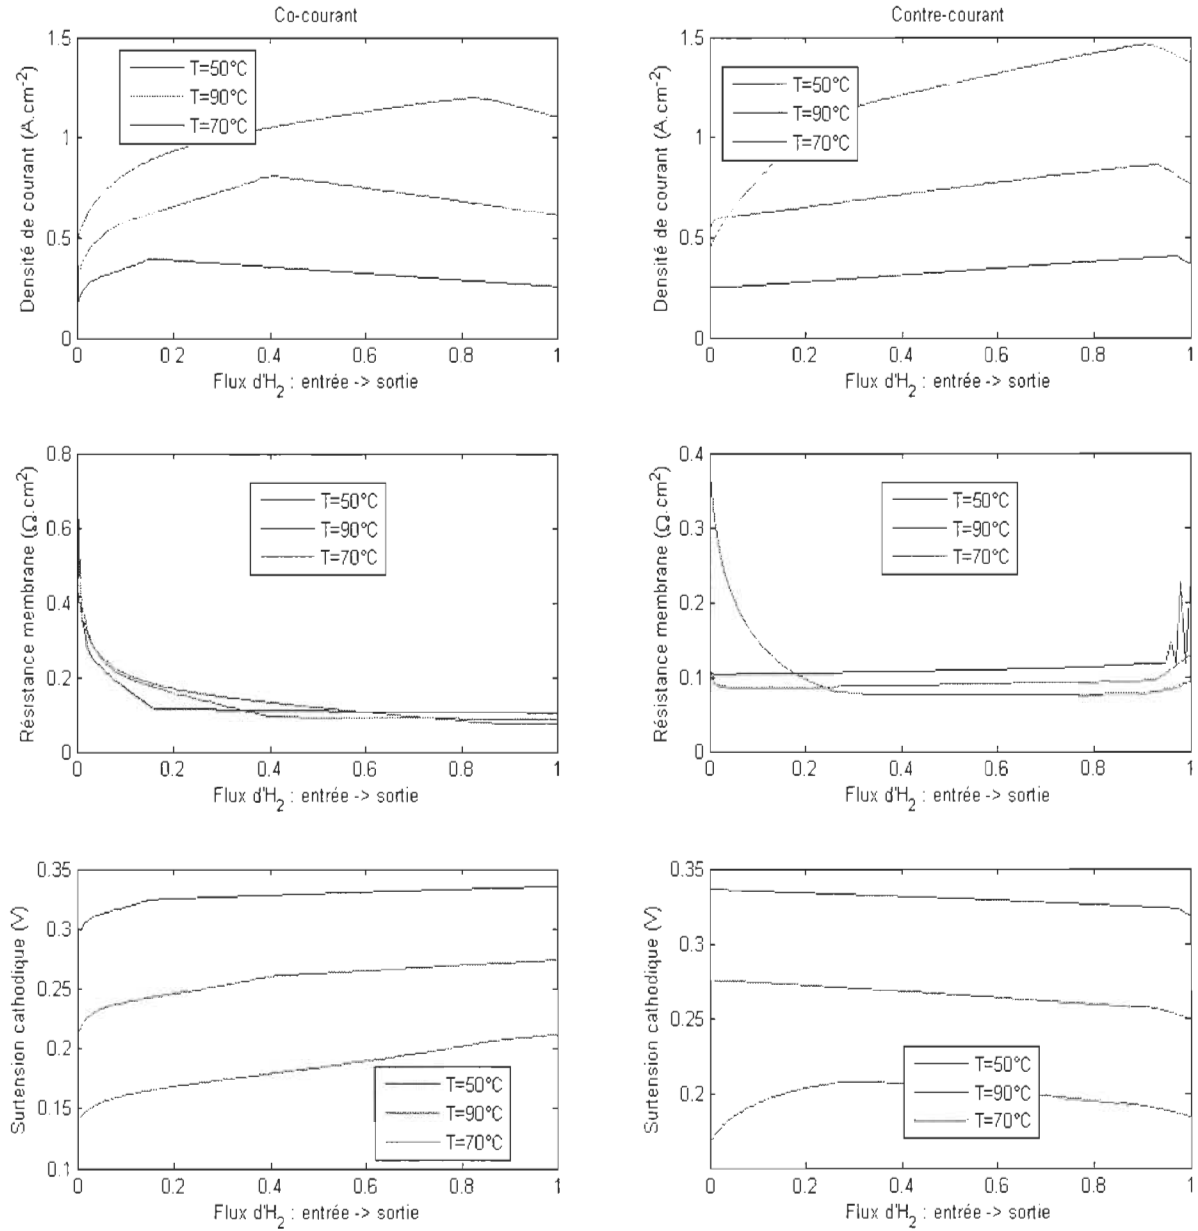 Co-courant
Densité de courant (A.cm-2)
1.5
1
0.5
0
T=50°C
T=90°C
T=70°C
0 0.2 0.4 0.6 0.8 1
Flux d'H2 : entrée -> sortie
Contre-courant
Densité de courant (A.cm-2)
1.5
1
0.5
0
T=50°C
T=90°C
T=70°C
0 0.2 0.4 0.6 0.8 1
Flux d'H2 : entrée -> sortie
Résistance membrane (Ω.cm2)
0.8
0.6
0.4
0.2
0
T=50°C
T=90°C
T=70°C
0 0.2 0.4 0.6 0.8 1
Flux d'H2 : entrée -> sortie
Résistance membrane (Ω.cm2)
0.4
0.3
0.2
0.1
0
T=50°C
T=90°C
T=70°C
0 0.2 0.4 0.6 0.8 1
Flux d'H2 : entrée -> sortie
Surtension cathodique (V)
0.35
0.3
0.25
0.2
0.15
0.1
T=50°C
T=90°C
T=70°C
0 0.2 0.4 0.6 0.8 1
Flux d'H2 : entrée -> sortie
Surtension cathodique (V)
0.35
0.3
0.25
0.2
T=50°C
T=90°C
T=70°C
0 0.2 0.4 0.6 0.8 1
Flux d'H2 : entrée -> sortie